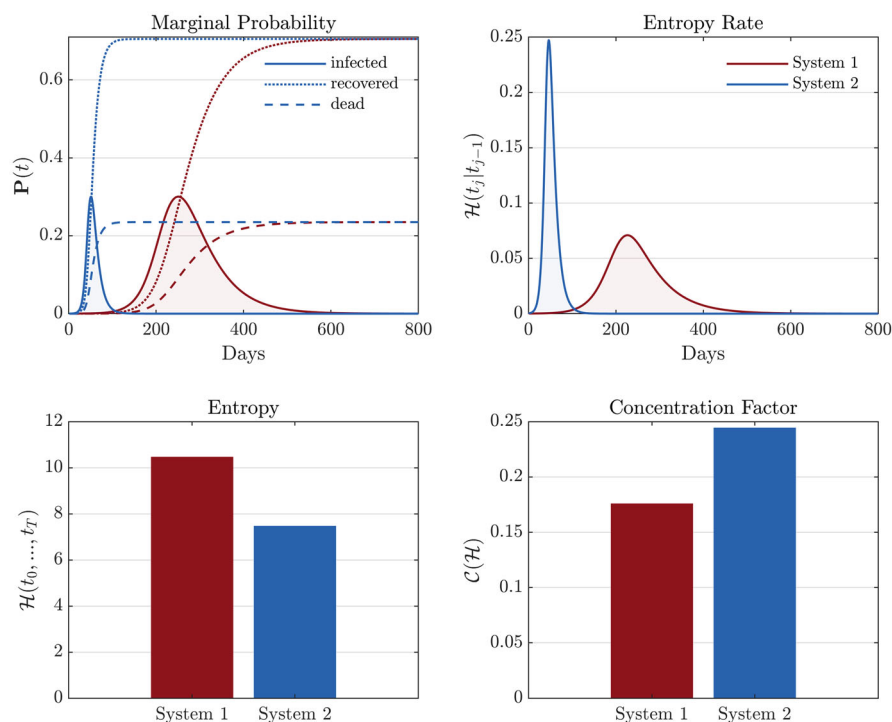 Marginal Probability
0.6
0.4
0.2
0
P(t)
infected
recovered
dead
0 200 400 600 800
Days
Entropy Rate
0.25
0.2
0.15
0.1
0.05
0
H(t_j|t_{j−1})
System 1
System 2
0 200 400 600 800
Days
Entropy
12
10
8
6
4
2
0
H(t_0, ..., t_T)
System 1 System 2
Concentration Factor
0.25
0.2
0.15
0.1
0.05
0
C(H)
System 1 System 2